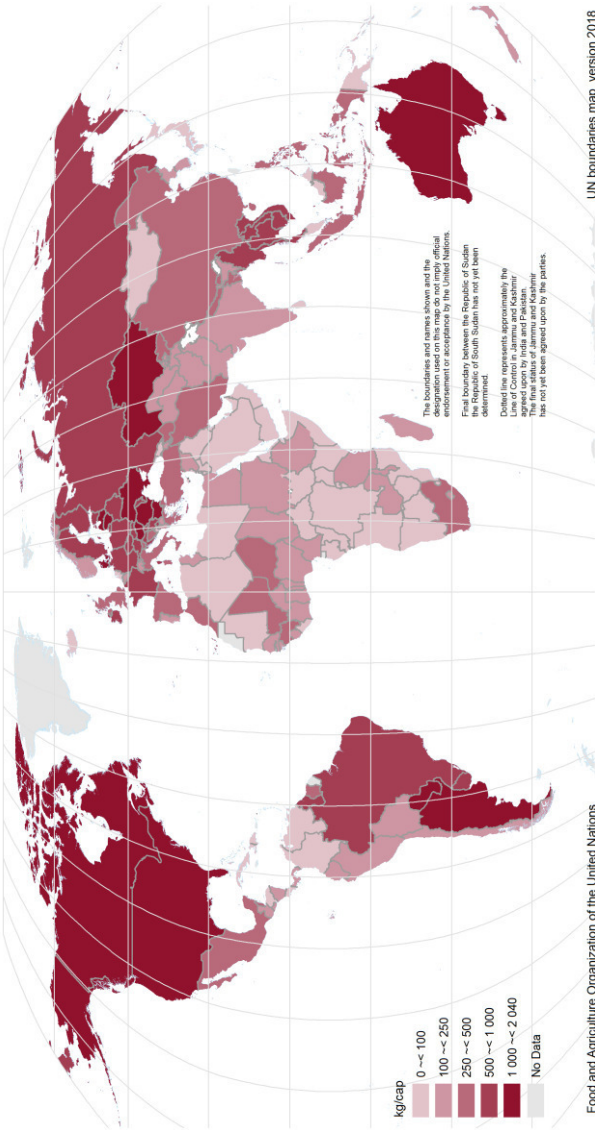 The boundaries and names shown and the
designation used on this map do not imply official
endorsement or acceptance by the United Nations.
Final boundary between the Republic of Sudan
the Republic of South Sudan has not yet been
determined.
Dotted line represents approximately the
Line of Control in Jammu and Kashmir
agreed upon by India and Pakistan.
The final status of Jammu and Kashmir
has not yet been agreed upon by the parties.
kg/cap
0 ~< 100
100 ~< 250
250 ~< 500
500 ~< 1 000
1 000 ~< 2 040
No Data
Food and Agriculture Organization of the United Nations
UN boundaries map version 2018